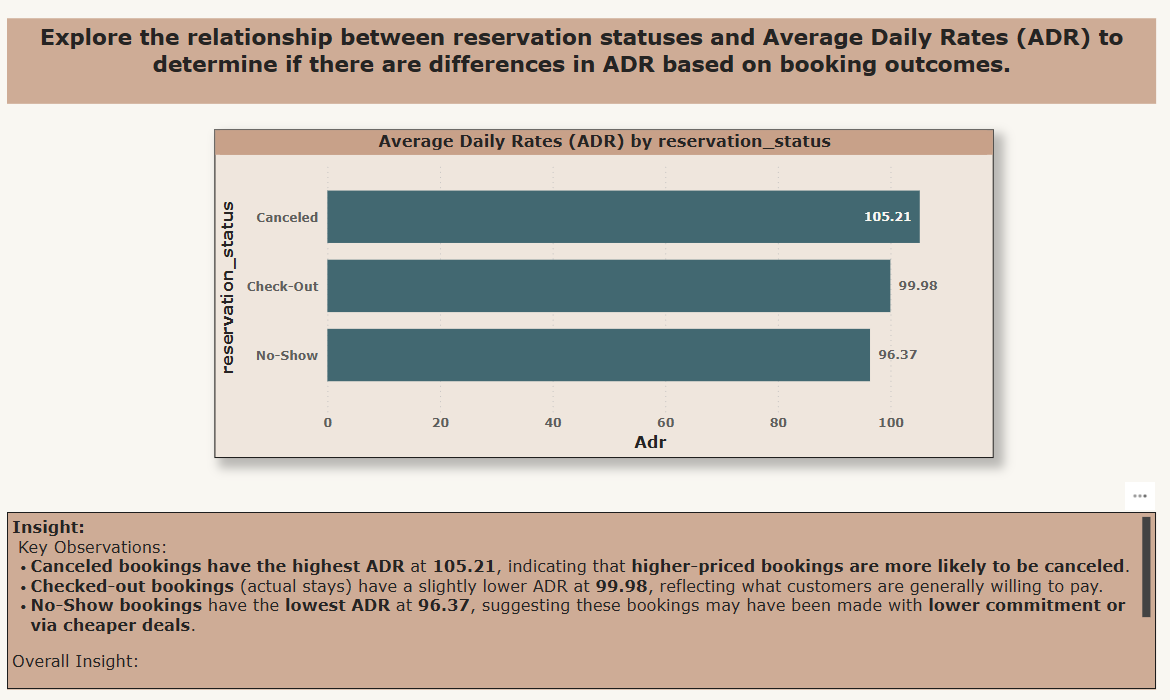 Explore the relationship between reservation statuses and Average Daily Rates (ADR) to
determine if there are differences in ADR based on booking outcomes.
Average Daily Rates (ADR) by reservation_status
reservation_status
Canceled
105.21
Check-Out
99.98
No-Show
96.37
0 20 40 60 80 100
Adr
Insight:
Key Observations:
• Canceled bookings have the highest ADR at 105.21, indicating that higher-priced bookings are more likely to be canceled.
• Checked-out bookings (actual stays) have a slightly lower ADR at 99.98, reflecting what customers are generally willing to pay.
• No-Show bookings have the lowest ADR at 96.37, suggesting these bookings may have been made with lower commitment or
via cheaper deals.
Overall Insight: